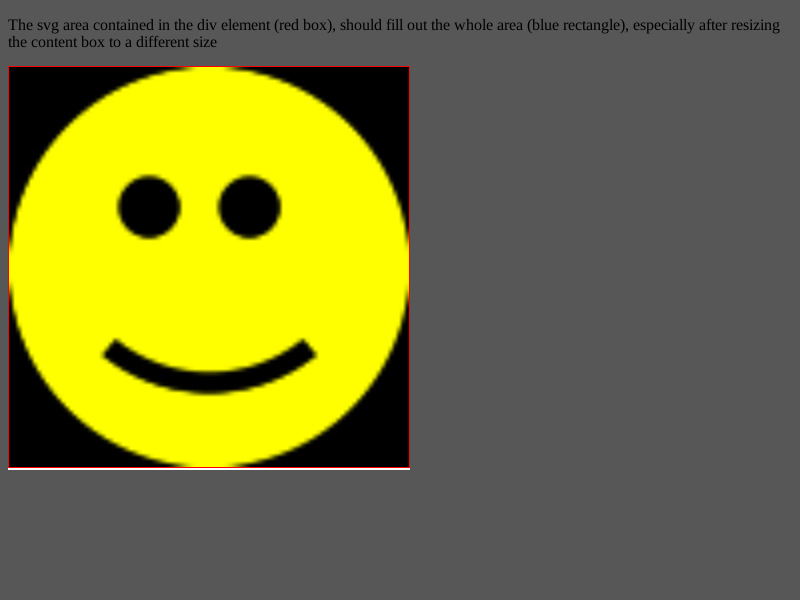 The svg area contained in the div element (red box), should fill out the whole area (blue rectangle), especially after resizing
the content box to a different size